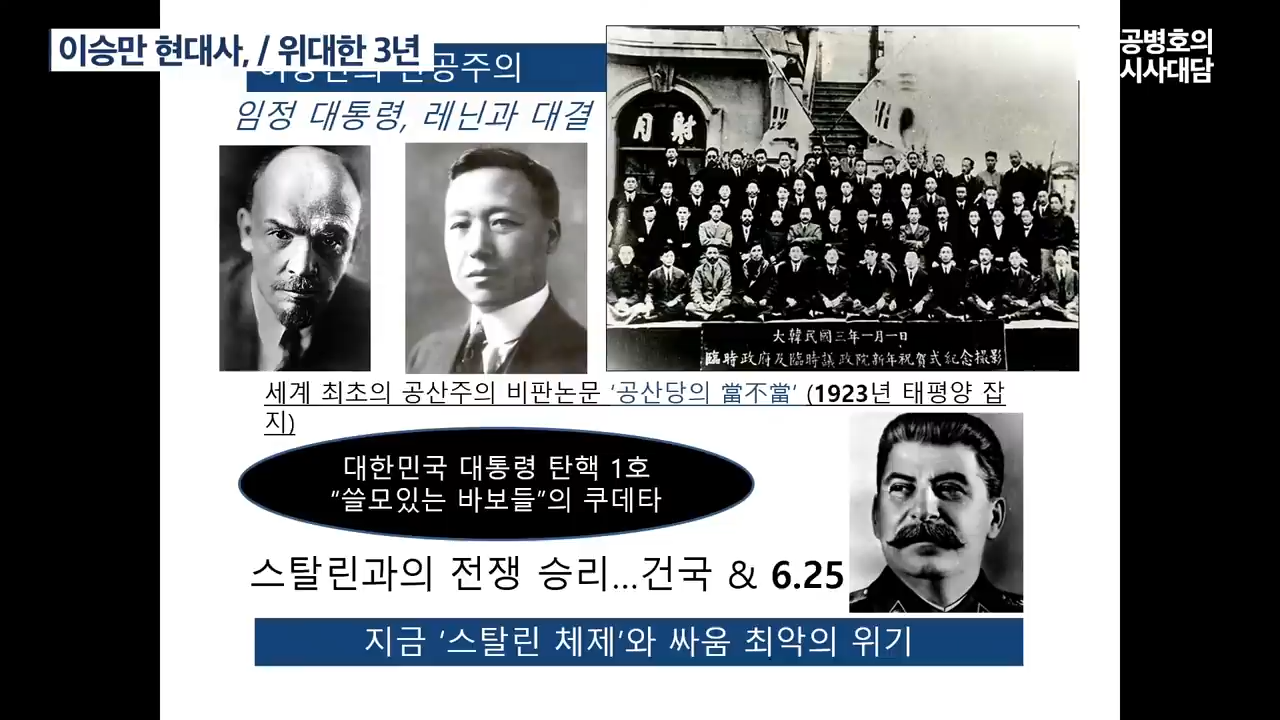 이승만 현대사, / 위대한 3년
공병호의
시사대담
이승만의 반공주의
임정 대통령, 레닌과 대결
月 射
大韓民國三年一月一日
臨時政府及臨時議政院新年祝賀式紀念撮影
세계 최초의 공산주의 비판논문 ‘공산당의 當不當’ (1923년 태평양 잡
지)
대한민국 대통령 탄핵 1호
”쓸모있는 바보들”의 쿠데타
스탈린과의 전쟁 승리...건국 & 6.25
지금 ‘스탈린 체제’와 싸움 최악의 위기